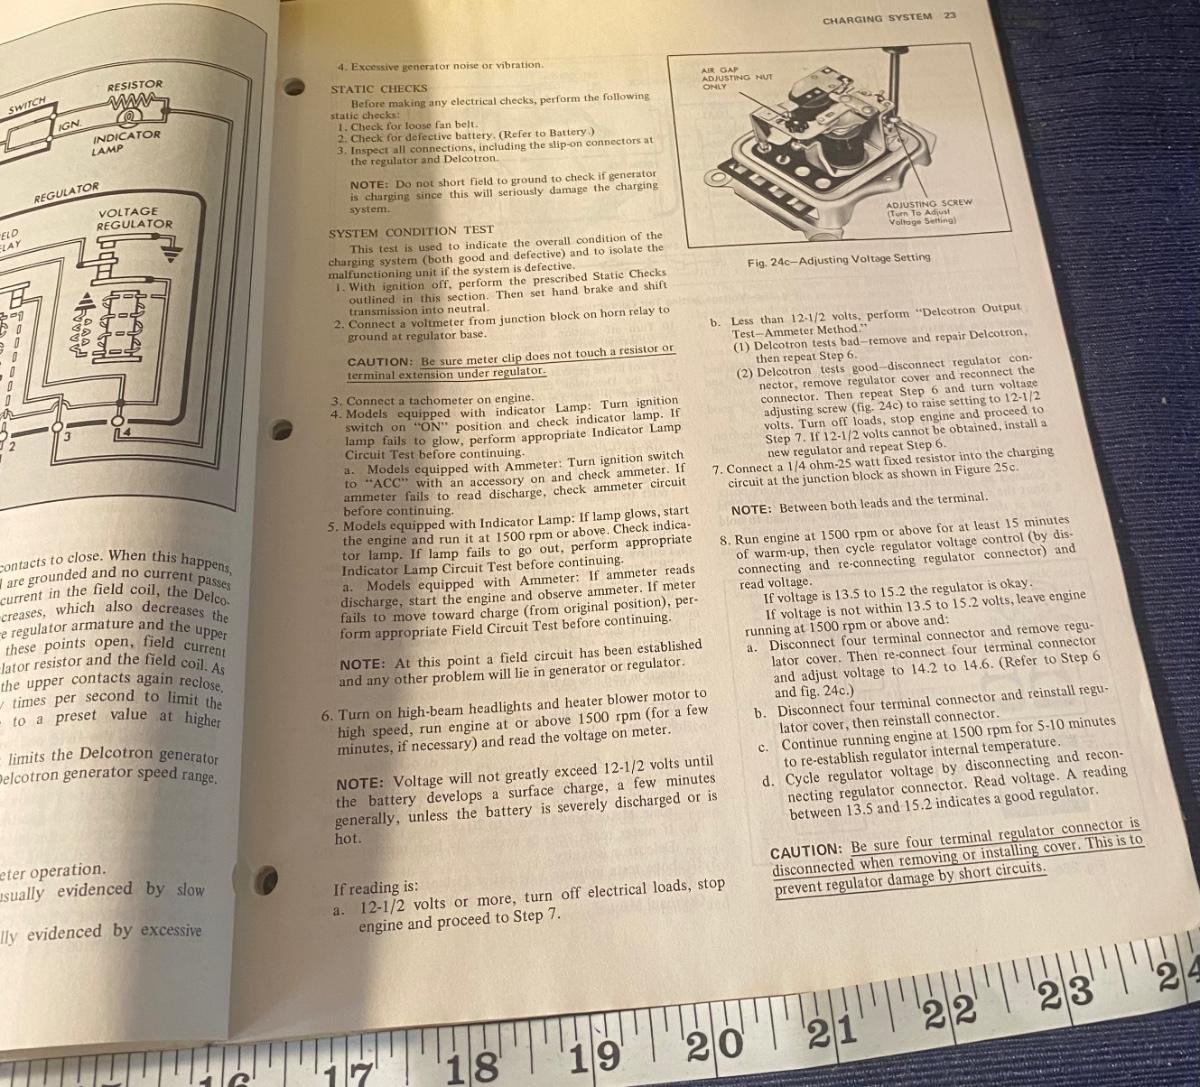 SWITCH
IGN.
RESISTOR
INDICATOR
LAMP
REGULATOR
VOLTAGE
REGULATOR
2
3
4
contacts to close. When this happens,
are grounded and no current passes
current in the field coil, the Delco-
creases, which also decreases the
regulator armature and the upper
these points open, field current
lator resistor and the field coil. As
the upper contacts again reclose,
times per second to limit the
to a preset value at higher
limits the Delcotron generator
elcotron generator speed range.
eter operation.
usually evidenced by slow
lly evidenced by excessive
CHARGING SYSTEM 23
4. Excessive generator noise or vibration.
STATIC CHECKS
Before making any electrical checks, perform the following
static checks:
1. Check for loose fan belt.
2. Check for defective battery. (Refer to Battery.)
3. Inspect all connections, including the slip-on connectors at
the regulator and Delcotron.
NOTE: Do not short field to ground to check if generator
is charging since this will seriously damage the charging
system.
SYSTEM CONDITION TEST
This test is used to indicate the overall condition of the
charging system (both good and defective) and to isolate the
malfunctioning unit if the system is defective.
1. With ignition off, perform the prescribed Static Checks
outlined in this section. Then set hand brake and shift
transmission into neutral.
2. Connect a voltmeter from junction block on horn relay to
ground at regulator base.
CAUTION: Be sure meter clip does not touch a resistor or
terminal extension under regulator.
3. Connect a tachometer on engine.
4. Models equipped with indicator Lamp: Turn ignition
switch on "ON" position and check indicator lamp. If
lamp fails to glow, perform appropriate Indicator Lamp
Circuit Test before continuing.
a. Models equipped with Ammeter: Turn ignition switch
to "ACC" with an accessory on and check ammeter. If
ammeter fails to read discharge, check ammeter circuit
before continuing.
5. Models equipped with Indicator Lamp: If lamp glows, start
the engine and run it at 1500 rpm or above. Check indica-
tor lamp. If lamp fails to go out, perform appropriate
Indicator Lamp Circuit Test before continuing.
a. Models equipped with Ammeter: If ammeter reads
discharge, start the engine and observe ammeter. If meter
fails to move toward charge (from original position), per-
form appropriate Field Circuit Test before continuing.
NOTE: At this point a field circuit has been established
and any other problem will lie in generator or regulator.
6. Turn on high-beam headlights and heater blower motor to
high speed, run engine at or above 1500 rpm (for a few
minutes, if necessary) and read the voltage on meter.
NOTE: Voltage will not greatly exceed 12-1/2 volts until
the battery develops a surface charge, a few minutes
generally, unless the battery is severely discharged or is
hot.
If reading is:
a. 12-1/2 volts or more, turn off electrical loads, stop
engine and proceed to Step 7.
AIR GAP
ADJUSTING NUT
ONLY
ADJUSTING SCREW
(Turn To Adjust
Voltage Setting)
Fig. 24c—Adjusting Voltage Setting
b. Less than 12-1/2 volts, perform "Delcotron Output
Test—Ammeter Method."
(1) Delcotron tests bad—remove and repair Delcotron,
then repeat Step 6.
(2) Delcotron tests good—disconnect regulator con-
nector, remove regulator cover and reconnect the
connector. Then repeat Step 6 and turn voltage
adjusting screw (fig. 24c) to raise setting to 12-1/2
volts. Turn off loads, stop engine and proceed to
Step 7. If 12-1/2 volts cannot be obtained, install a
new regulator and repeat Step 6.
7. Connect a 1/4 ohm-25 watt fixed resistor into the charging
circuit at the junction block as shown in Figure 25c.
NOTE: Between both leads and the terminal.
8. Run engine at 1500 rpm or above for at least 15 minutes
of warm-up, then cycle regulator voltage control (by dis-
connecting and re-connecting regulator connector) and
read voltage.
If voltage is 13.5 to 15.2 the regulator is okay.
If voltage is not within 13.5 to 15.2 volts, leave engine
running at 1500 rpm or above and:
a. Disconnect four terminal connector and remove regu-
lator cover. Then re-connect four terminal connector
and adjust voltage to 14.2 to 14.6. (Refer to Step 6
and fig. 24c.)
b. Disconnect four terminal connector and reinstall regu-
lator cover, then reinstall connector.
c. Continue running engine at 1500 rpm for 5-10 minutes
to re-establish regulator internal temperature.
d. Cycle regulator voltage by disconnecting and recon-
necting regulator connector. Read voltage. A reading
between 13.5 and 15.2 indicates a good regulator.
CAUTION: Be sure four terminal regulator connector is
disconnected when removing or installing cover. This is to
prevent regulator damage by short circuits.
17 18 19 20 21 22 23 24